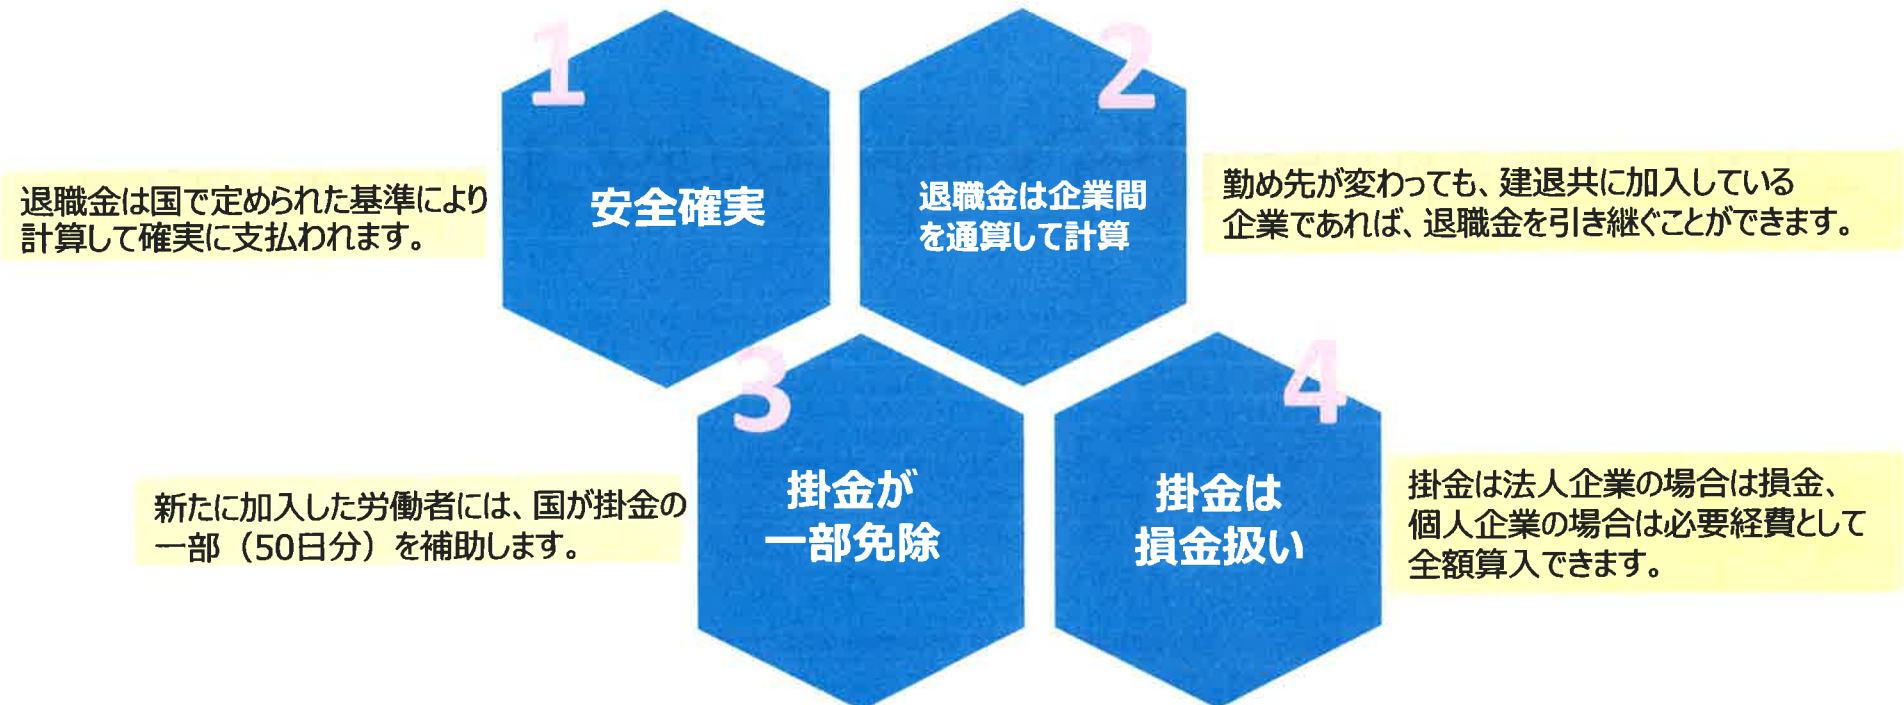 1
安全確実
退職金は国で定められた基準により
計算して確実に支払われます。
2
退職金は企業間
を通算して計算
勤め先が変わっても、建退共に加入している
企業であれば、退職金を引き継ぐことができます。
3
掛金が
一部免除
新たに加入した労働者には、国が掛金の
一部（50日分）を補助します。
4
掛金は
損金扱い
掛金は法人企業の場合は損金、
個人企業の場合は必要経費として
全額算入できます。